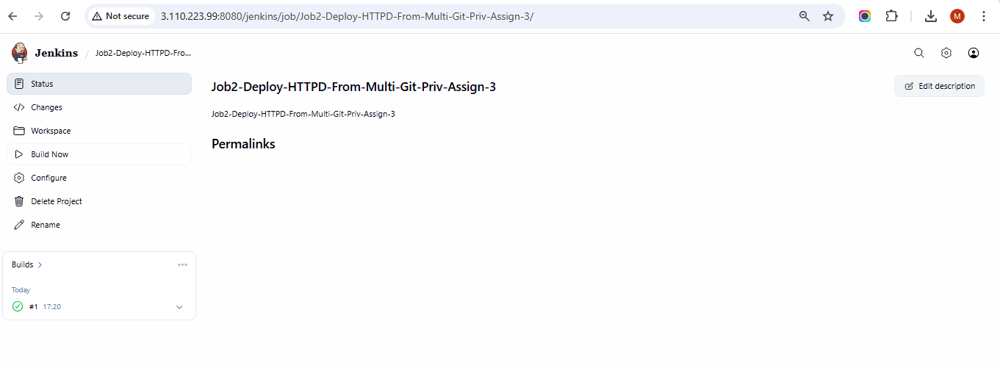 Not secure 3.110.223.99:8080/jenkins/job/Job2-Deploy-HTTPD-From-Multi-Git-Priv-Assign-3/
M
Jenkins / Job2-Deploy-HTTPD-Fro...
Status
Changes
Workspace
Build Now
Configure
Delete Project
Rename
Builds
Today
#1 17:20
Job2-Deploy-HTTPD-From-Multi-Git-Priv-Assign-3
Edit description
Job2-Deploy-HTTPD-From-Multi-Git-Priv-Assign-3
Permalinks